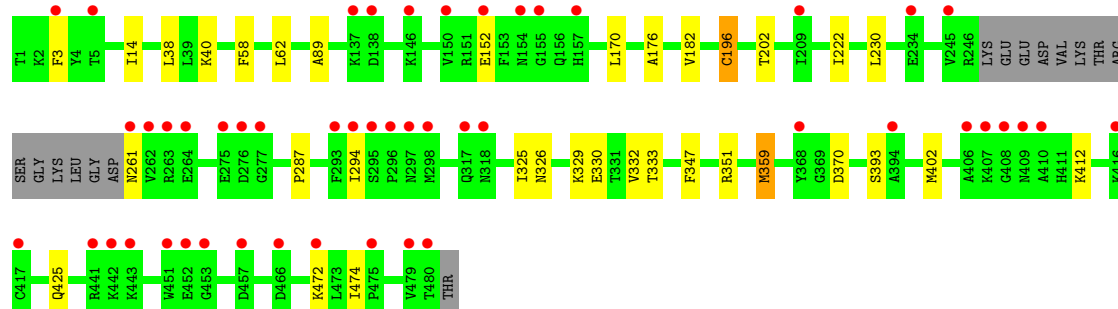 T1 K2 F3 Y4 T5 I14 L38 L39 K40 F58 L62 A89 K137 D138 K146 V150 R151 E152 F153 N154 G155 Q156 H157 L170 A176 V182 C196 T202 I209 I222 L230 E234 V245 R246 LYS GLU GLU ASP VAL LYS THR ARG
SER GLY LYS LEU GLY ASP N261 V262 R263 E264 E275 D276 G277 P287 F293 I294 S295 P296 N297 M298 Q317 N318 I325 N326 K329 E330 T331 V332 T333 F347 R351 M359 Y368 G369 D370 S393 A394 M402 A406 K407 G408 N409 A410 H411 K412 K416
C417 Q425 R441 K442 K443 W451 E452 G453 D457 D466 K472 L473 I474 P475 V479 T480 THR